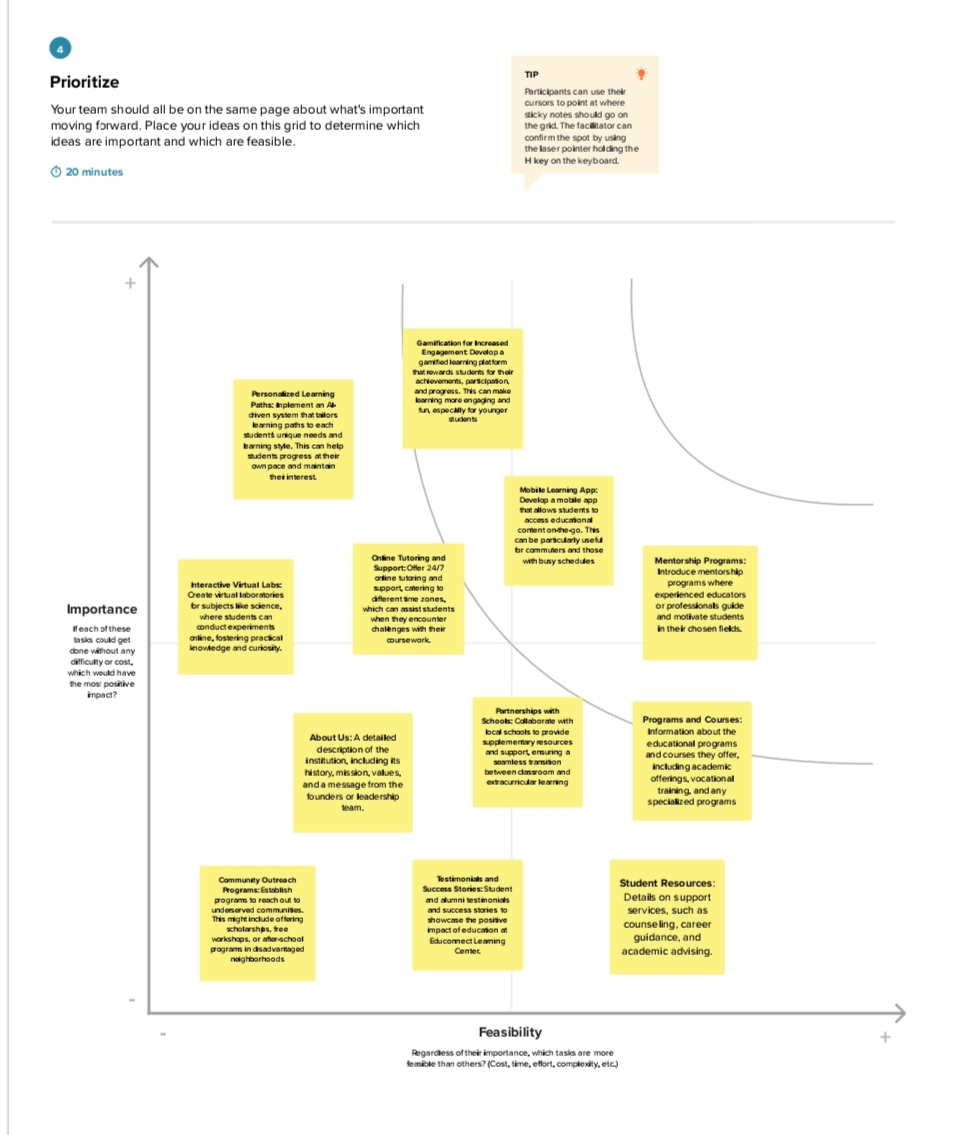 4
Prioritize
Your team should all be on the same page about what's important
moving forward. Place your ideas on this grid to determine which
ideas are important and which are feasible.
20 minutes
TIP
Participants can use their
cursors to point at where
sticky notes should go on
the grid. The facilitator can
confirm the spot by using
the laser pointer holding the
H key on the keyboard.
+
Gamification for Increased
Engagement: Develop a
gamified learning platform
that rewards students for their
achievements, participation,
and progress. This can make
learning more engaging and
fun, especially for younger
students
Personalized Learning
Paths: Implement an AI-
driven system that tailors
learning paths to each
student's unique needs and
learning style. This can help
students progress at their
own pace and maintain
their interest.
Mobile Learning App:
Develop a mobile app
that allows students to
access educational
content on-the-go. This
can be particularly useful
for commuters and those
with busy schedules
Online Tutoring and
Support: Offer 24/7
online tutoring and
support, catering to
different time zones,
which can assist students
when they encounter
challenges with their
coursework.
Mentorship Programs:
Introduce mentorship
programs where
experienced educators
or professionals guide
and motivate students
in their chosen fields.
Interactive Virtual Labs:
Create virtual laboratories
for subjects like science,
where students can
conduct experiments
online, fostering practical
knowledge and curiosity.
Importance
If each of these
tasks could get
done without any
difficulty or cost,
which would have
the most positive
impact?
Partnerships with
Schools: Collaborate with
local schools to provide
supplementary resources
and support, ensuring a
seamless transition
between classroom and
extracurricular learning
Programs and Courses:
Information about the
educational programs
and courses they offer,
including academic
offerings, vocational
training, and any
specialized programs
About Us: A detailed
description of the
institution, including its
history, mission, values,
and a message from the
founders or leadership
team.
Community Outreach
Programs: Establish
programs to reach out to
underserved communities.
This might include offering
scholarships, free
workshops, or after-school
programs in disadvantaged
neighborhoods
Testimonials and
Success Stories: Student
and alumni testimonials
and success stories to
showcase the positive
impact of education at
Educonnect Learning
Center.
Student Resources:
Details on support
services, such as
counseling, career
guidance, and
academic advising.
-
-
Feasibility
+
Regardless of their importance, which tasks are more
feasible than others? (Cost, time, effort, complexity, etc.)